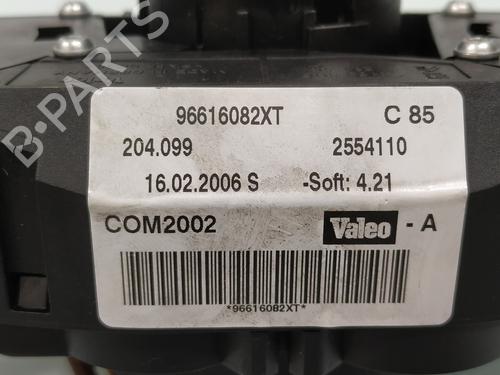 96616082XT C 85
204.099 2554110
16.02.2006 S -Soft: 4.21
COM2002 Valeo - A
*96616082XT*
B-PARTS